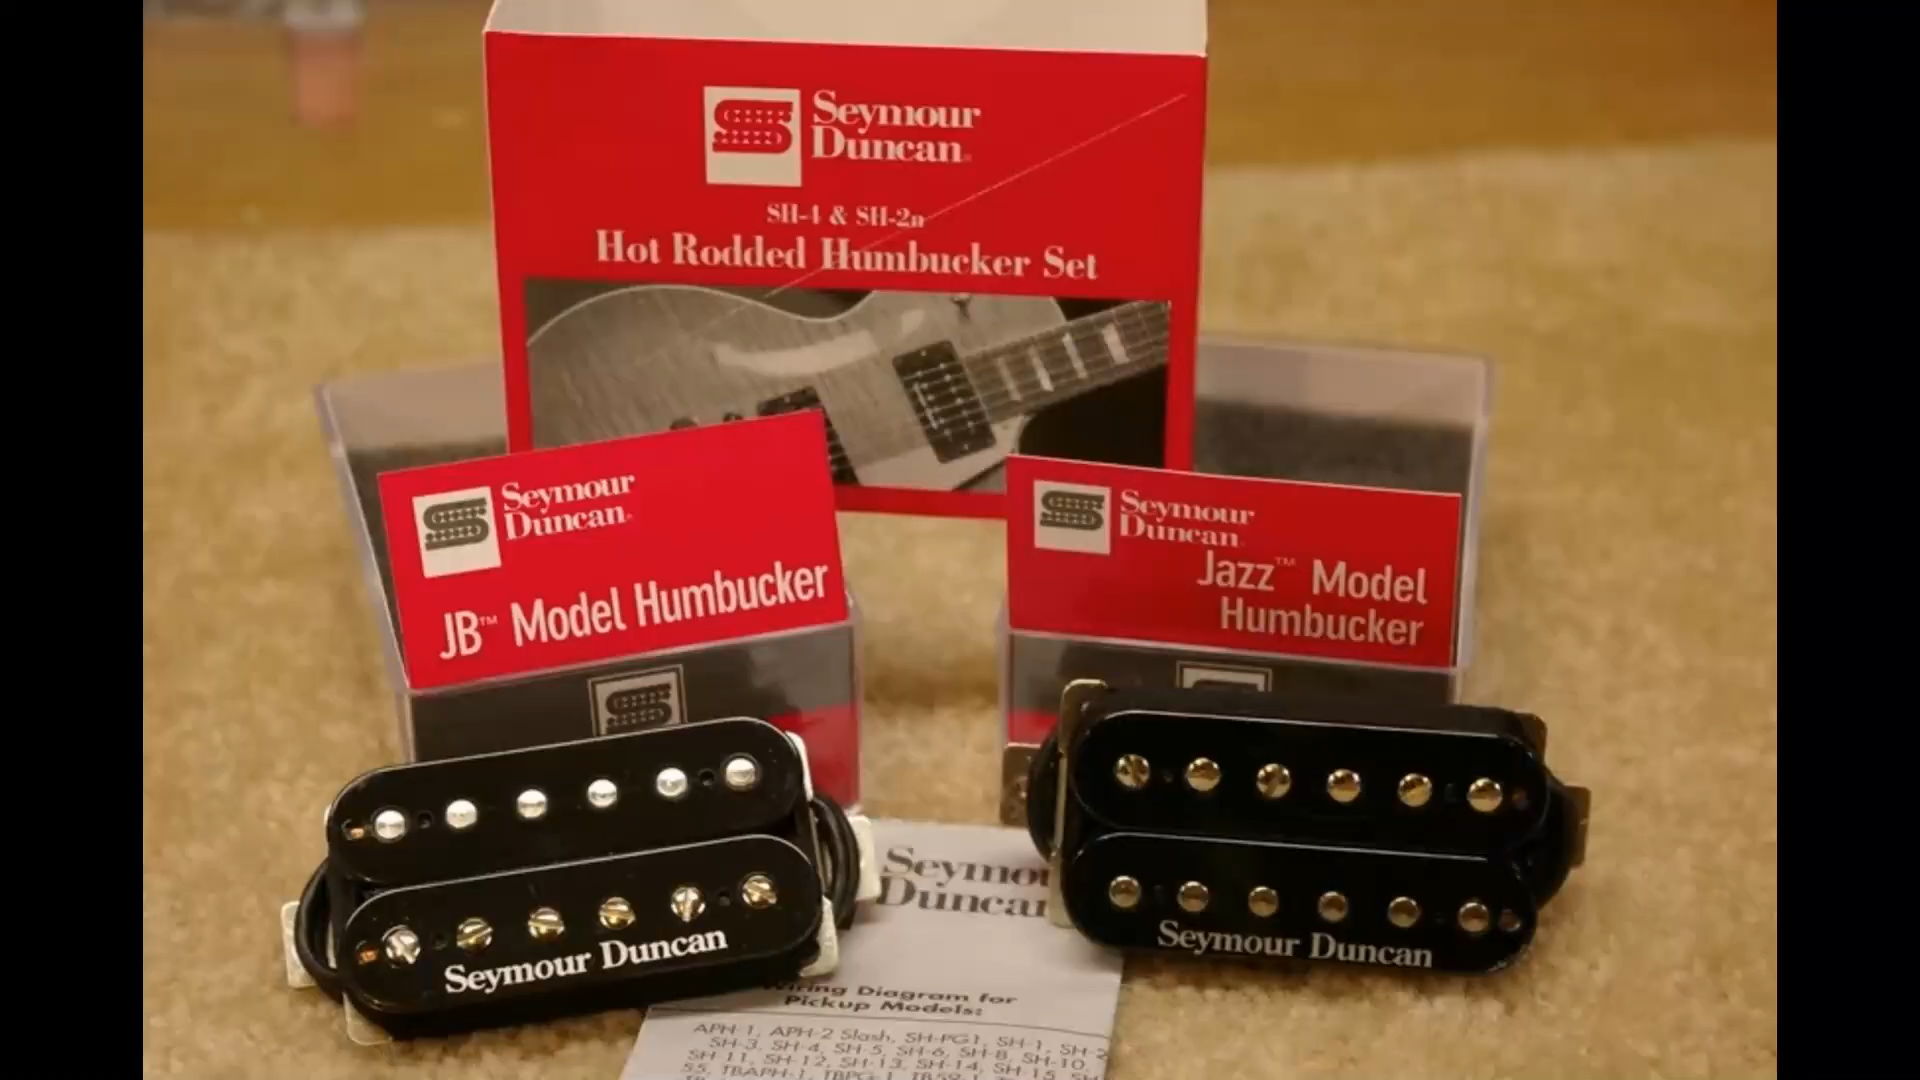 Seymour
Duncan®
SH-4 & SH-2n
Hot Rodded Humbucker Set
Seymour
Duncan®
JB™ Model Humbucker
Seymour
Duncan
Jazz™ Model
Humbucker
Seymour Duncan
Seymour Duncan
Duncan
Wiring Diagram for
Pickup Models:
APH-1, APH-2 Slash, SH-PG1, SH-1, SH-2
SH-3, SH-4, SH-5, SH-6, SH-8, SH-10,
SH-11, SH-12, SH-13, SH-14, SH-15,